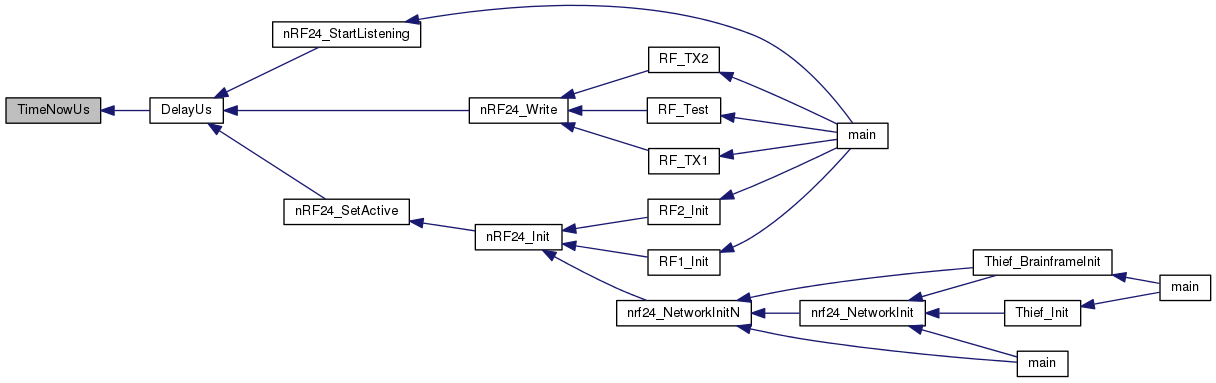 nRF24_StartListening
RF_TX2
TimeNowUs
DelayUs
nRF24_Write
RF_Test
main
RF_TX1
nRF24_SetActive
RF2_Init
nRF24_Init
RF1_Init
Thief_BrainframeInit
main
nrf24_NetworkInitN
nrf24_NetworkInit
Thief_Init
main